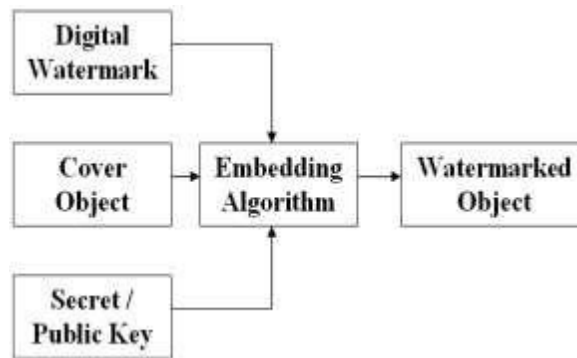 Digital
Watermark
Cover
Object
Embedding
Algorithm
Watermarked
Object
Secret /
Public Key